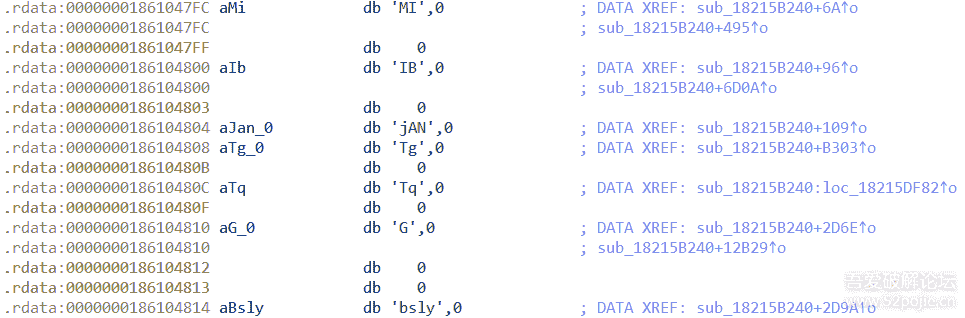 .rdata:00000001861047FC aMi db 'MI',0 ; DATA XREF: sub_18215B240+6A↑o
.rdata:00000001861047FC ; sub_18215B240+495↑o
.rdata:00000001861047FF db 0
.rdata:0000000186104800 aIb db 'IB',0 ; DATA XREF: sub_18215B240+96↑o
.rdata:0000000186104800 ; sub_18215B240+6D0A↑o
.rdata:0000000186104803 db 0
.rdata:0000000186104804 aJan_0 db 'jAN',0 ; DATA XREF: sub_18215B240+109↑o
.rdata:0000000186104808 aTg_0 db 'Tg',0 ; DATA XREF: sub_18215B240+B303↑o
.rdata:000000018610480B db 0
.rdata:000000018610480C aTq db 'Tq',0 ; DATA XREF: sub_18215B240:loc_18215DF82↑o
.rdata:000000018610480F db 0
.rdata:0000000186104810 aG_0 db 'G',0 ; DATA XREF: sub_18215B240+2D6E↑o
.rdata:0000000186104810 ; sub_18215B240+12B29↑o
.rdata:0000000186104812 db 0
.rdata:0000000186104813 db 0
.rdata:0000000186104814 aBsly db 'bsly',0 ; DATA XREF: sub_18215B240+2D9A↑o
吾爱破解论坛
www.52pojie.cn